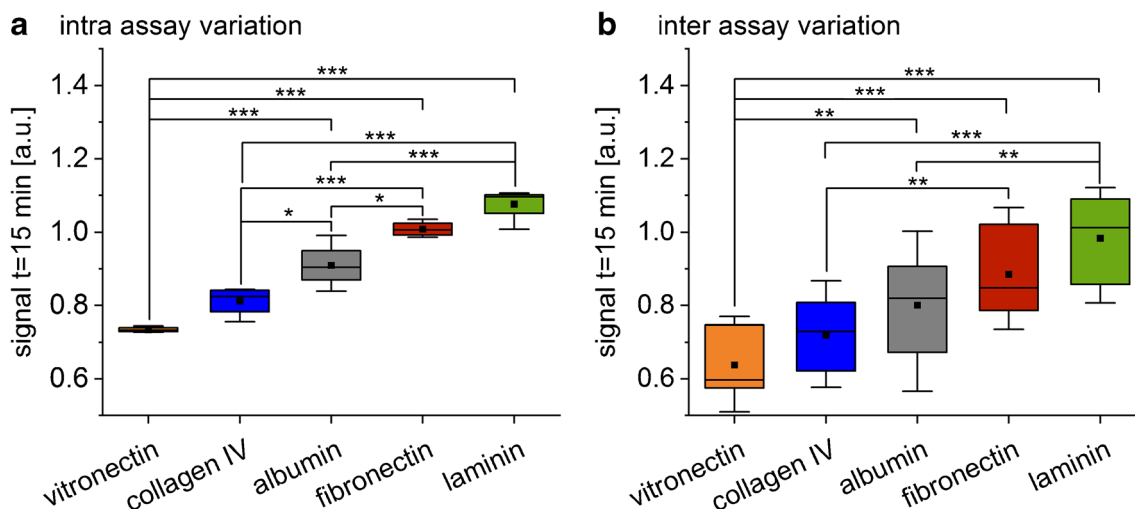 a intra assay variation
signal t=15 min [a.u.]
1.4
1.2
1.0
0.8
0.6
***
***
***
***
***
***
*
*
vitronectin
collagen IV
albumin
fibronectin
laminin
b inter assay variation
signal t=15 min [a.u.]
1.4
1.2
1.0
0.8
0.6
***
***
**
***
**
**
vitronectin
collagen IV
albumin
fibronectin
laminin